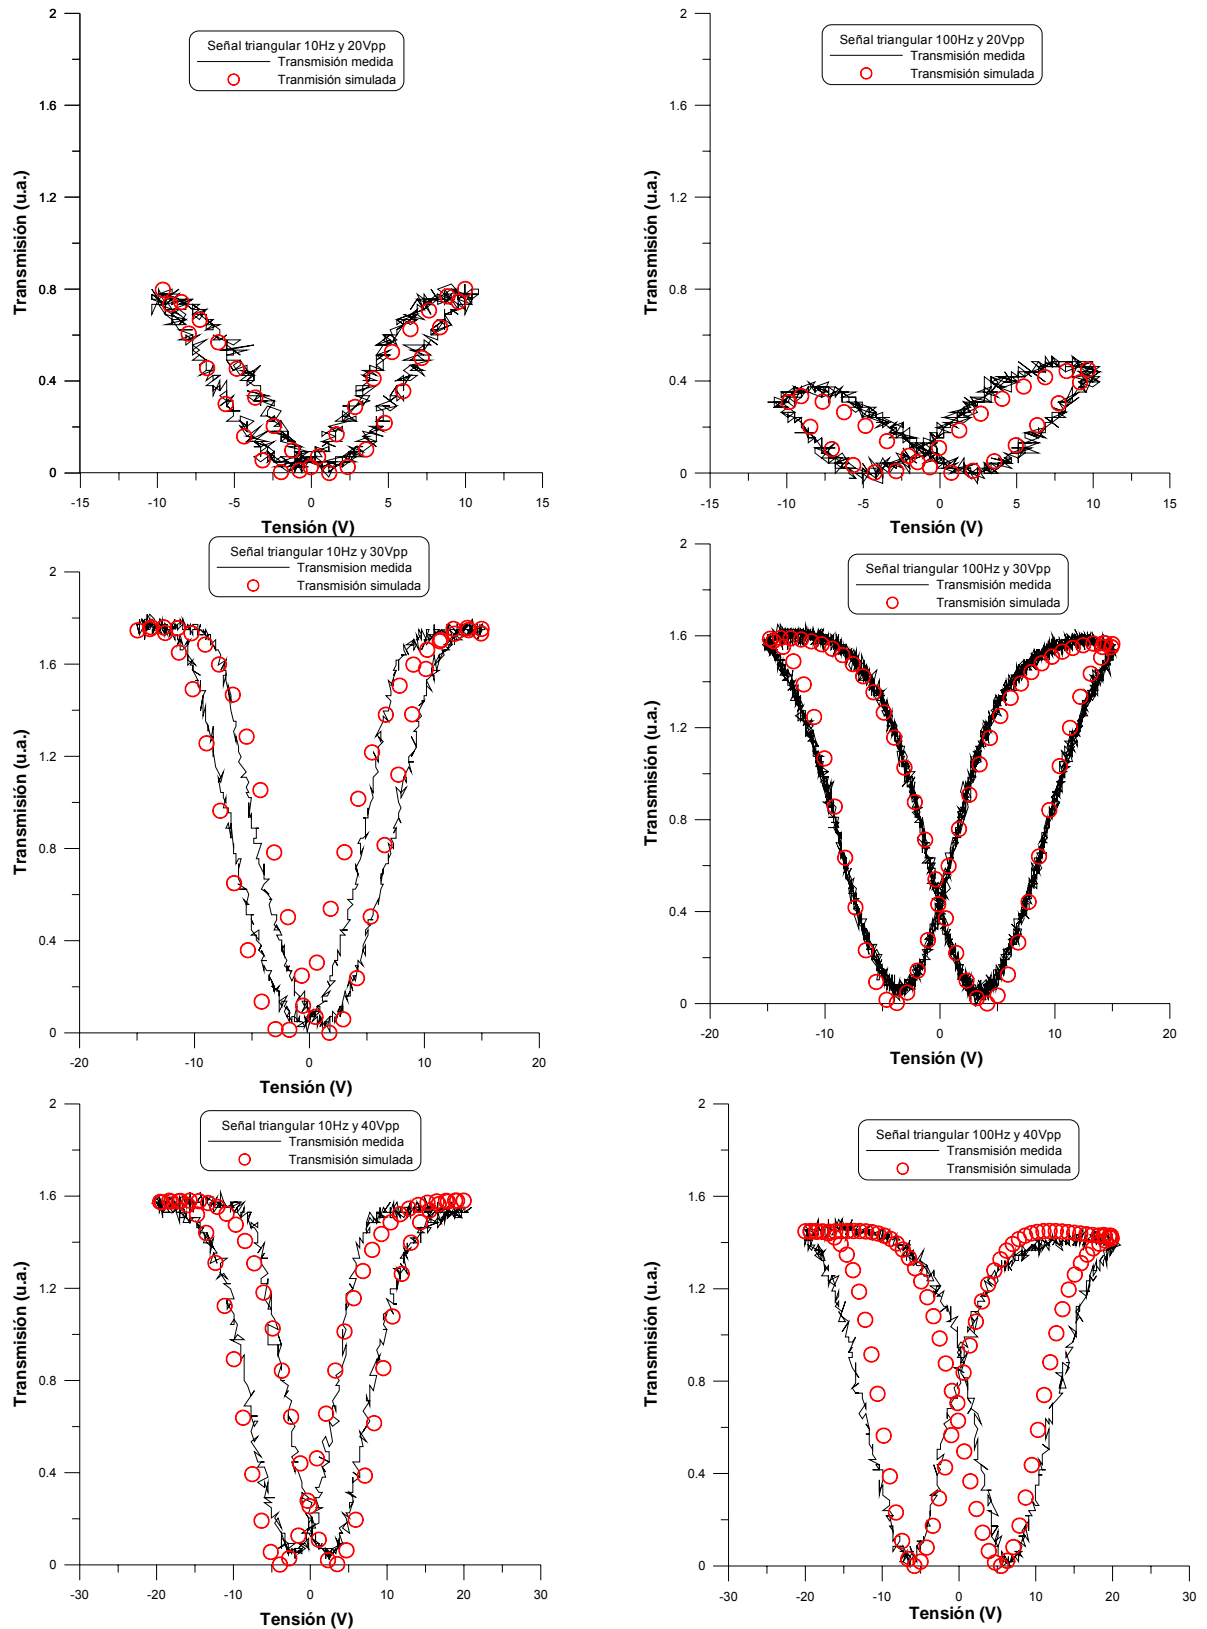 Señal triangular 10Hz y 20Vpp
Transmisión medida
Tranmisión simulada
2
1.6
1.2
0.8
0.4
0
Transmisión (u.a.)
-15
-10
-5
0
5
10
15
Tensión (V)
Señal triangular 100Hz y 20Vpp
Transmisión medida
Transmisión simulada
2
1.6
1.2
0.8
0.4
0
Transmisión (u.a.)
-15
-10
-5
0
5
10
15
Tensión (V)
Señal triangular 10Hz y 30Vpp
Transmision medida
Transmisión simulada
2
1.6
1.2
0.8
0.4
0
Transmisión (u.a.)
-20
-10
0
10
20
Tensión (V)
Señal triangular 100Hz y 30Vpp
Transmisión medida
Transmisión simulada
2
1.6
1.2
0.8
0.4
0
Transmisión (u.a.)
-20
-10
0
10
20
Tensión (V)
Señal triangular 10Hz y 40Vpp
Transmisión medida
Transmisión simulada
2
1.6
1.2
0.8
0.4
0
Transmisión (u.a.)
-30
-20
-10
0
10
20
30
Tensión (V)
Señal triangular 100Hz y 40Vpp
Transmisión medida
Transmisión simulada
2
1.6
1.2
0.8
0.4
0
Transmisión (u.a.)
-30
-20
-10
0
10
20
30
Tensión (V)